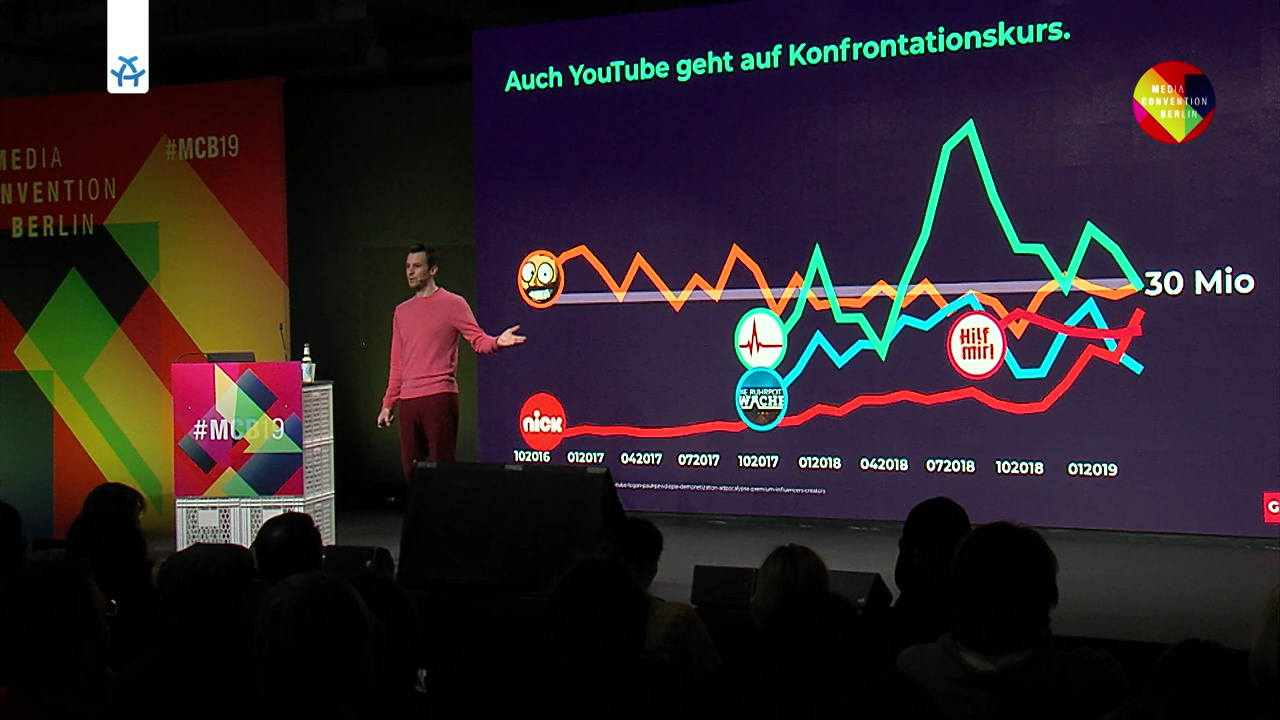 Auch YouTube geht auf Konfrontationskurs.
MEDIA
CONVENTION
BERLIN
#MCB19
MEDIA
NVENTION
BERLIN
30 Mio
Hilf
mir!
RUHRPOT
WACHE
nick
#MCB19
102016 012017 042017 072017 102017 012018 042018 072018 102018 012019
G